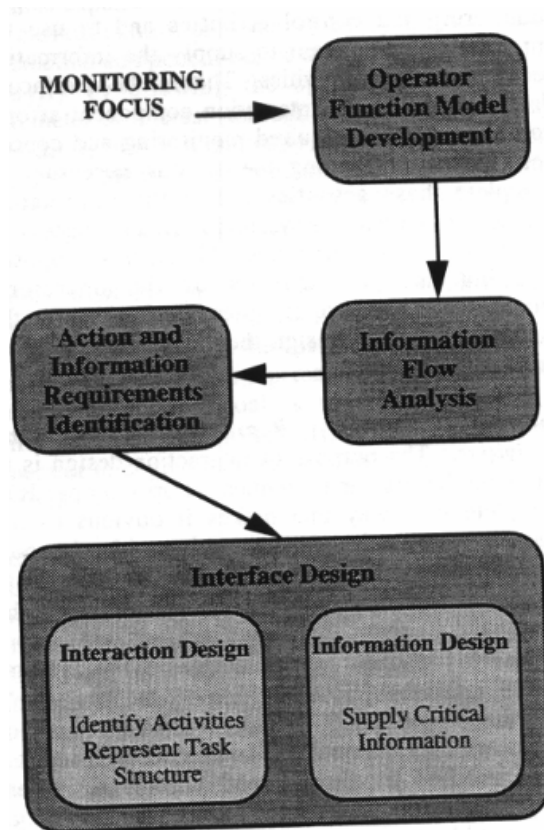 MONITORING
FOCUS
Operator
Function Model
Development
Action and
Information
Requirements
Identification
Information
Flow
Analysis
Interface Design
Interaction Design
Identify Activities
Represent Task
Structure
Information Design
Supply Critical
Information